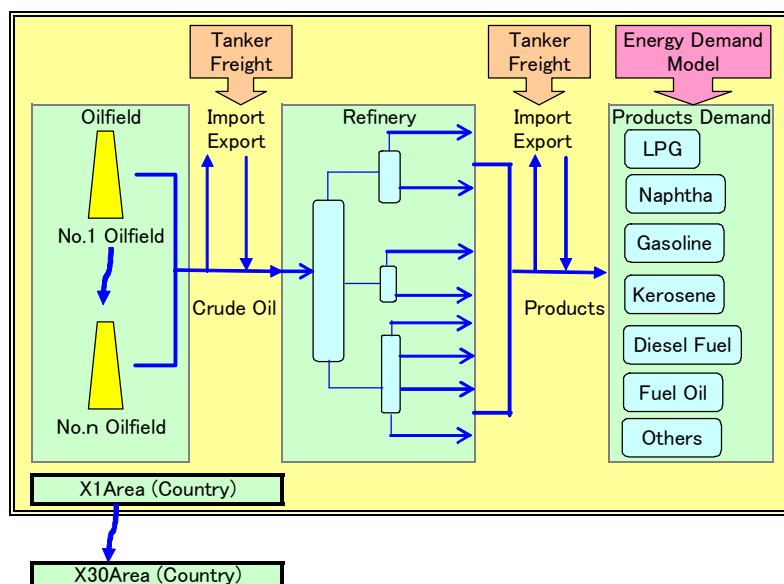 Tanker
Freight
Tanker
Freight
Energy Demand
Model
Oilfield
Import
Export
Refinery
Import
Export
Products Demand
LPG
Naphtha
No.1 Oilfield
Gasoline
Crude Oil
Products
Kerosene
Diesel Fuel
Fuel Oil
No.n Oilfield
Others
X1Area (Country)
X30Area (Country)